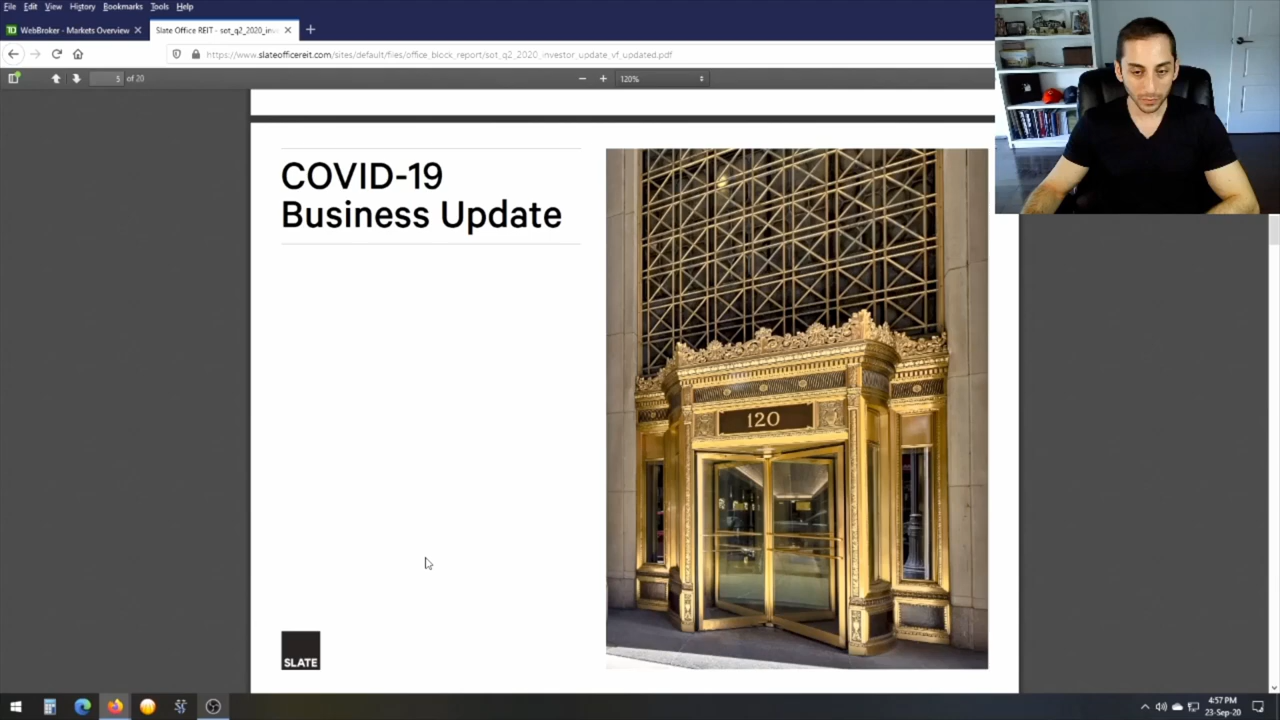 File Edit View History Bookmarks Tools Help
WebBroker - Markets Overview
Slate Office REIT - sot_q2_2020_inv
https://www.slateofficereit.com/sites/default/files/office_block_report/sot_q2_2020_investor_update_vf_updated.pdf
5 of 20
120%
COVID-19
Business Update
120
SLATE
4:57 PM
23-Sep-20